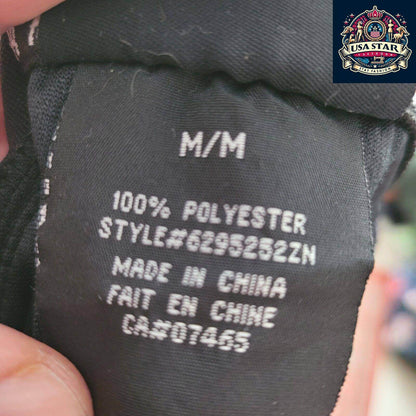 USA STAR
M/M
100% POLYESTER
STYLE#6295252ZN
MADE IN CHINA
FAIT EN CHINE
CA#07465